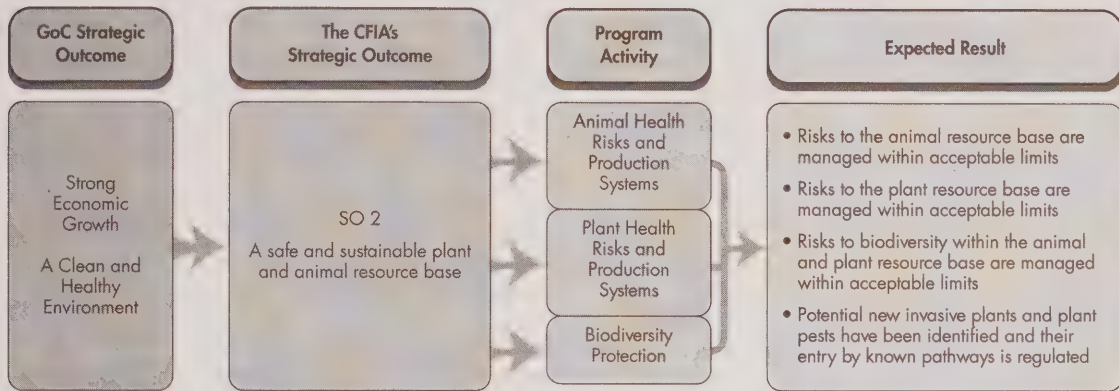 GoC Strategic
Outcome
The CFIA's
Strategic Outcome
Program
Activity
Expected Result
Strong
Economic
Growth
A Clean and
Healthy
Environment
SO 2
A safe and sustainable plant
and animal resource base
Animal Health
Risks and
Production
Systems
Plant Health
Risks and
Production
Systems
Biodiversity
Protection
• Risks to the animal resource base are
managed within acceptable limits
• Risks to the plant resource base are
managed within acceptable limits
• Risks to biodiversity within the animal
and plant resource base are managed
within acceptable limits
• Potential new invasive plants and plant
pests have been identified and their
entry by known pathways is regulated